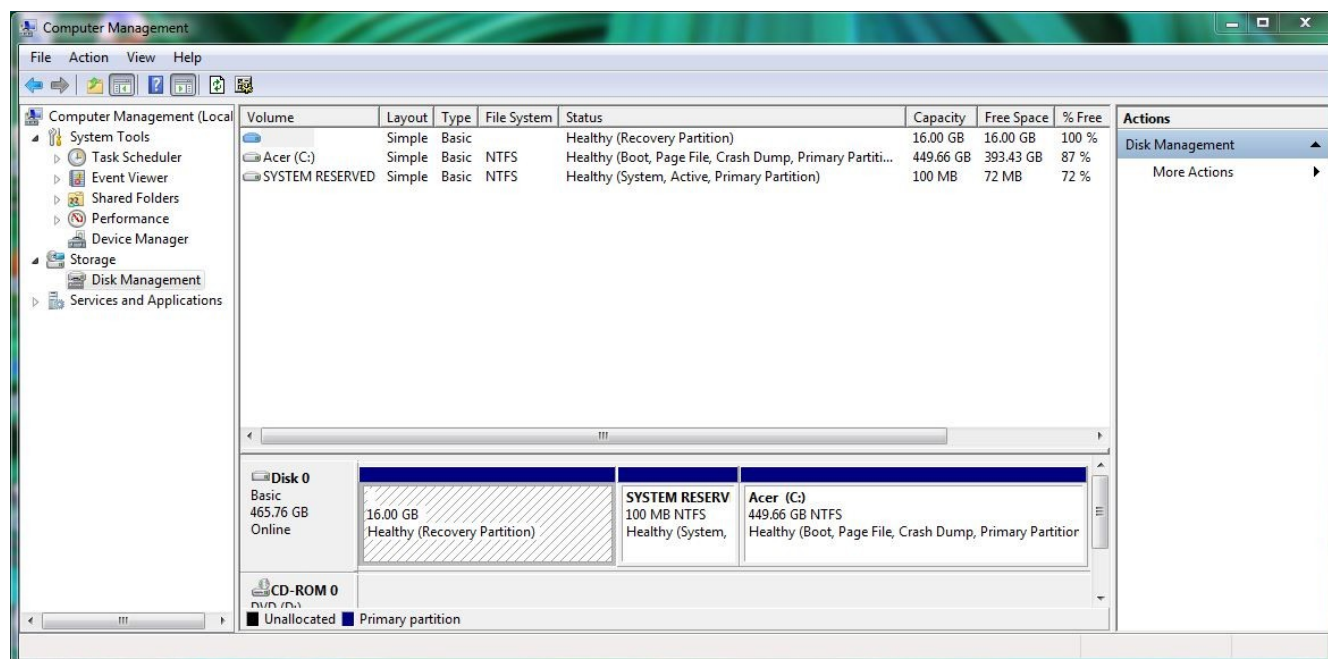 Computer Management
File Action View Help
Computer Management (Local
System Tools
Task Scheduler
Event Viewer
Shared Folders
Performance
Device Manager
Storage
Disk Management
Services and Applications
Volume Layout Type File System Status Capacity Free Space % Free
Simple Basic Healthy (Recovery Partition) 16.00 GB 16.00 GB 100 %
Acer (C:) Simple Basic NTFS Healthy (Boot, Page File, Crash Dump, Primary Partiti... 449.66 GB 393.43 GB 87 %
SYSTEM RESERVED Simple Basic NTFS Healthy (System, Active, Primary Partition) 100 MB 72 MB 72 %
Disk 0
Basic
465.76 GB
Online
16.00 GB
Healthy (Recovery Partition)
SYSTEM RESERV
100 MB NTFS
Healthy (System,
Acer (C:)
449.66 GB NTFS
Healthy (Boot, Page File, Crash Dump, Primary Partitior
CD-ROM 0
DVD (D:)
Unallocated Primary partition
Actions
Disk Management
More Actions